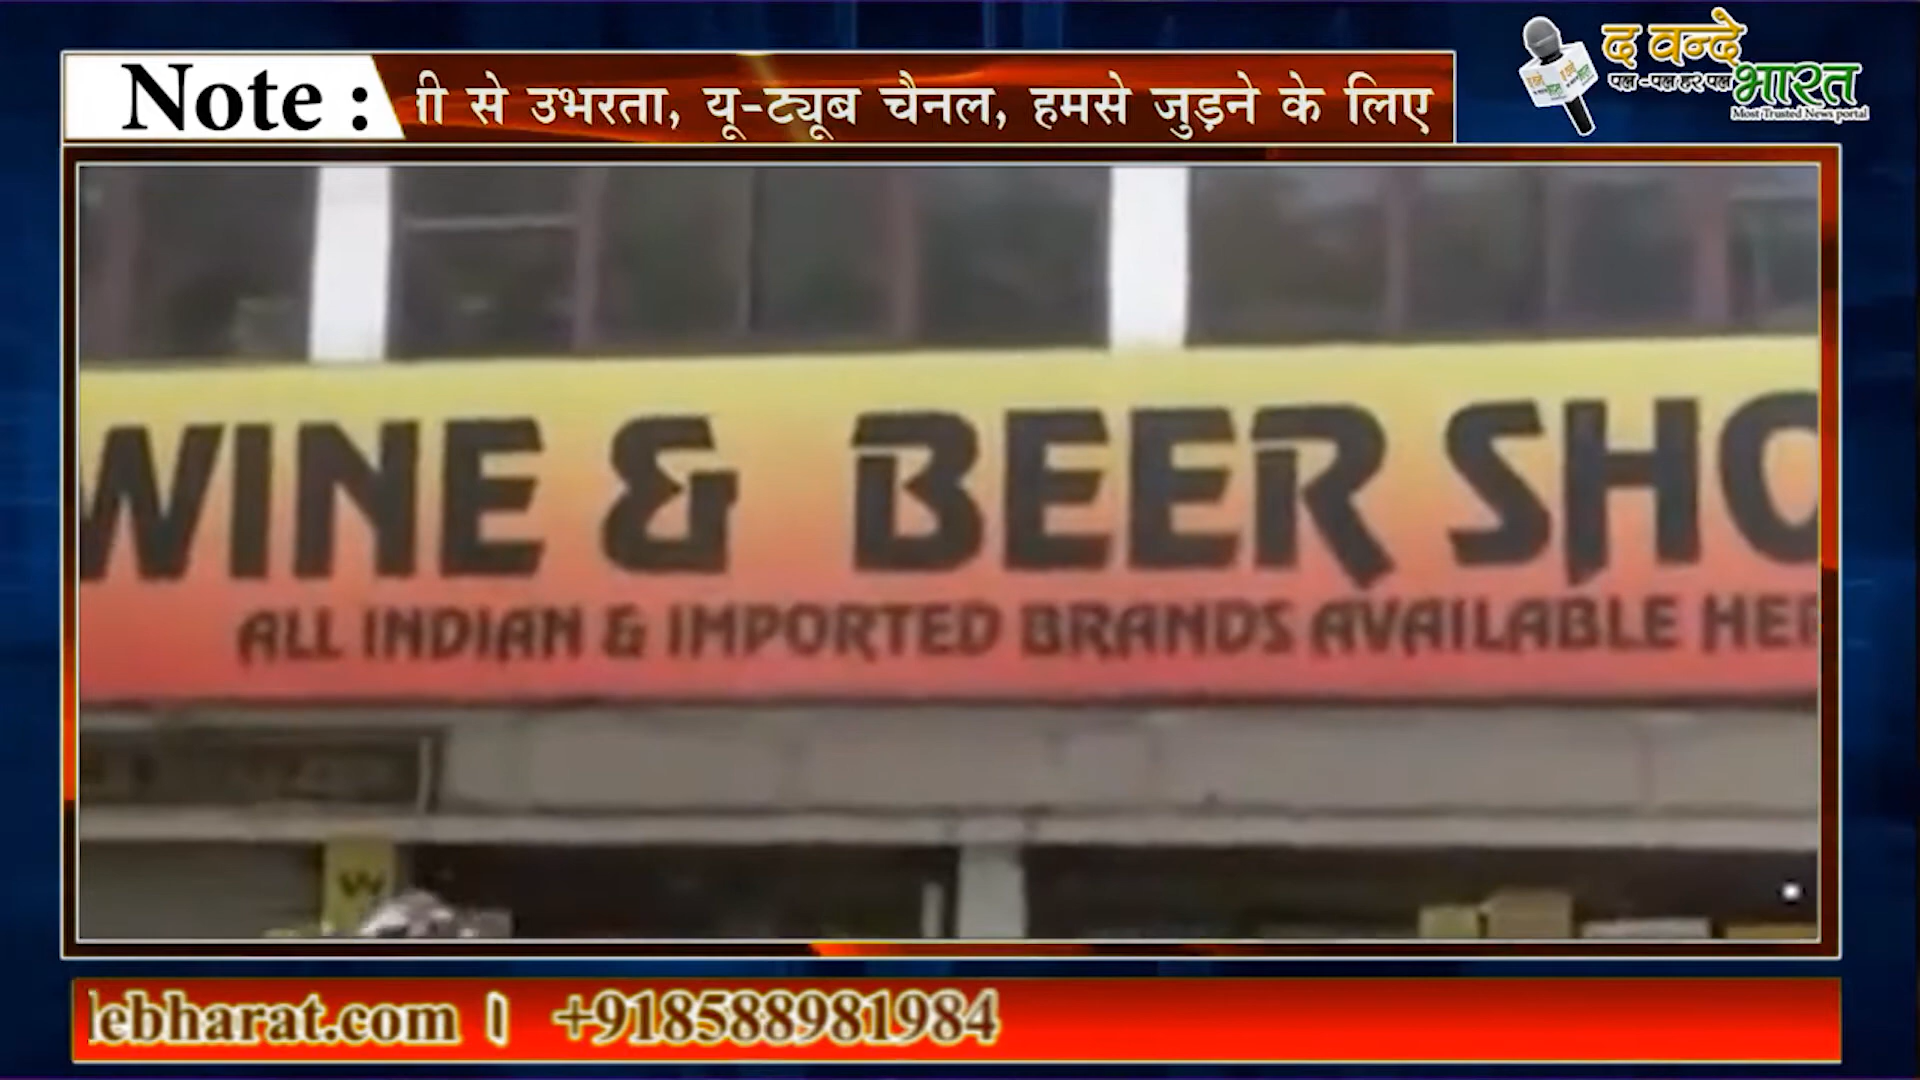 Note :
ी से उभरता, यू-ट्यूब चैनल, हमसे जुड़ने के लिए
द वन्दे
पल -पल हर पल
भारत
Most Trusted News portal
WINE & BEER SHO
ALL INDIAN & IMPORTED BRANDS AVAILABLE HER
W
lebharat.com । +918588981984